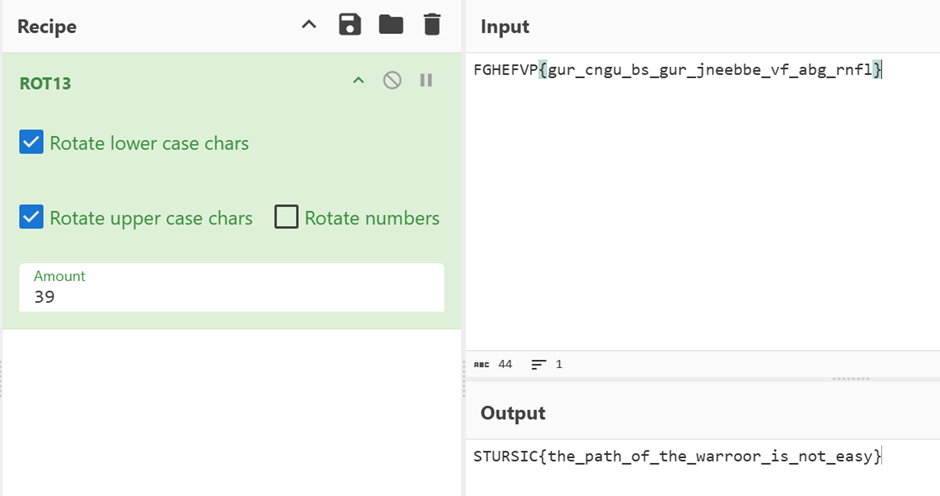 Recipe
ROT13
Rotate lower case chars
Rotate upper case chars
Rotate numbers
Amount
39
Input
FGHEFVP{gur_cngu_bs_gur_jneebbe_vf_abg_rnfl}
ABC 44 1
Output
STURSIC{the_path_of_the_warroor_is_not_easy}